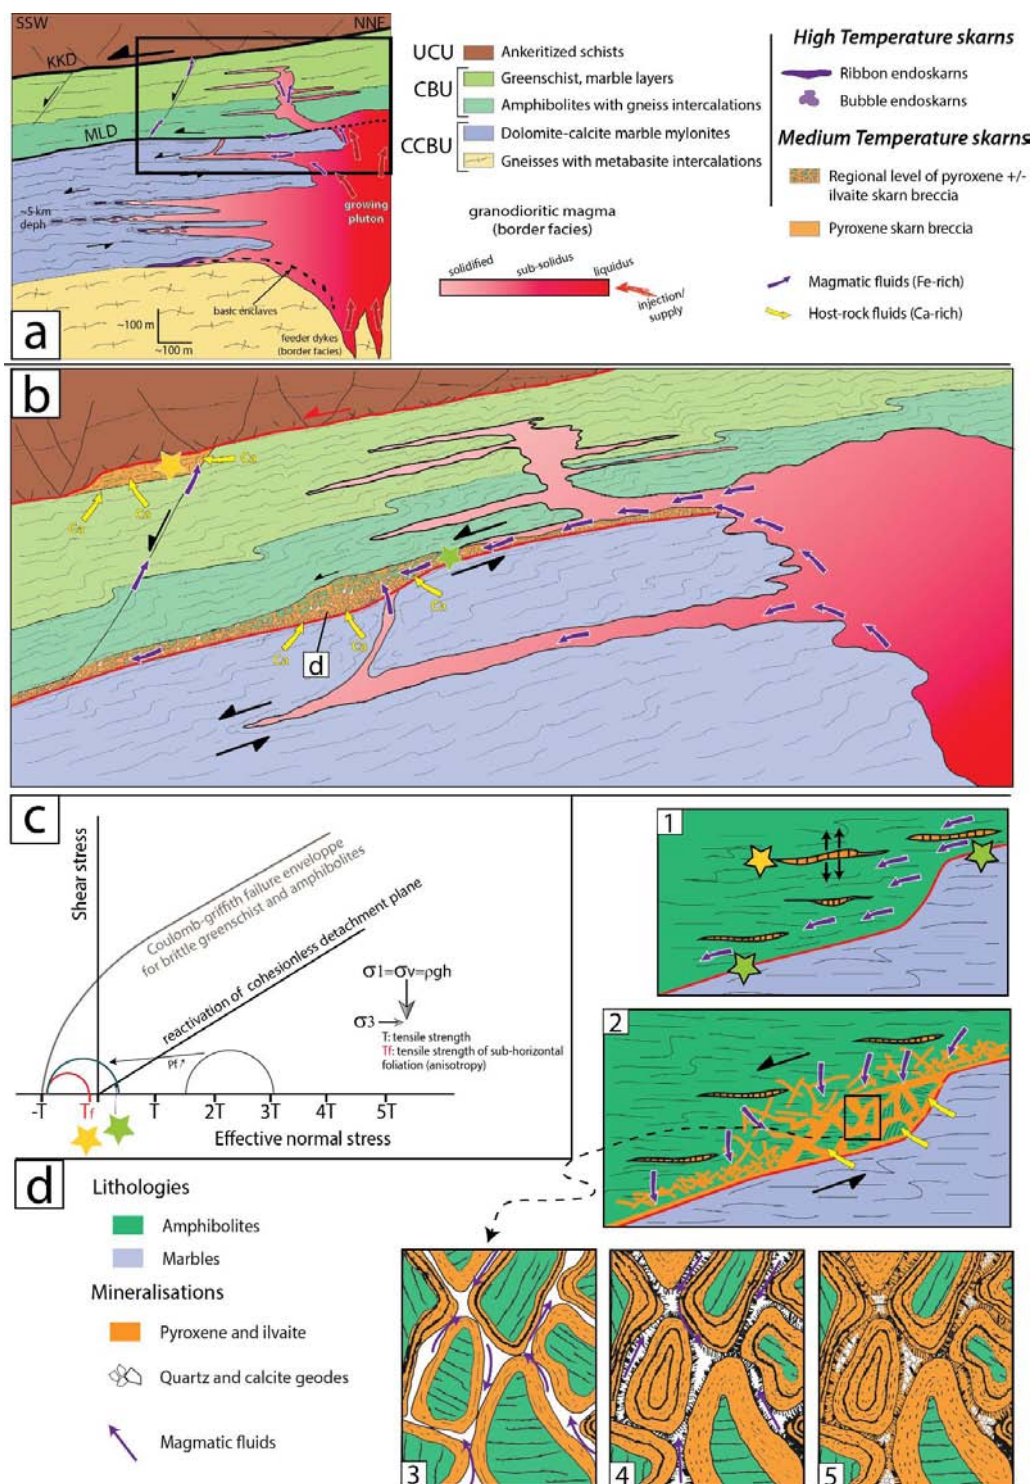 SSW
NNE
KKD
MLD
~5 km
deph
growing
pluton
basic enclaves
~100 m
~100 m
feeder dykes
(border facies)
a
UCU
Ankeritized schists
CBU
Greenschist, marble layers
Amphibolites with gneiss intercalations
CCBU
Dolomite-calcite marble mylonites
Gneisses with metabasite intercalations
granodioritic magma
(border facies)
solidified
sub-solidus
liquidus
injection/
supply
High Temperature skarns
Ribbon endoskarns
Bubble endoskarns
Medium Temperature skarns
Regional level of pyroxene +/-
ilvaite skarn breccia
Pyroxene skarn breccia
Magmatic fluids (Fe-rich)
Host-rock fluids (Ca-rich)
b
Ca
Ca
Ca
Ca
Ca
Ca
d
c
Shear stress
Coulomb-griffith failure enveloppe
for brittle greenschist and amphibolites
reactivation of cohesionless detachment plane
Pf↗
σ1=σv=ρgh
σ3
T: tensile strength
Tf: tensile strength of sub-horizontal
foliation (anisotropy)
-T
Tf
T
2T
3T
4T
5T
Effective normal stress
1
2
d
Lithologies
Amphibolites
Marbles
Mineralisations
Pyroxene and ilvaite
Quartz and calcite geodes
Magmatic fluids
3
4
5